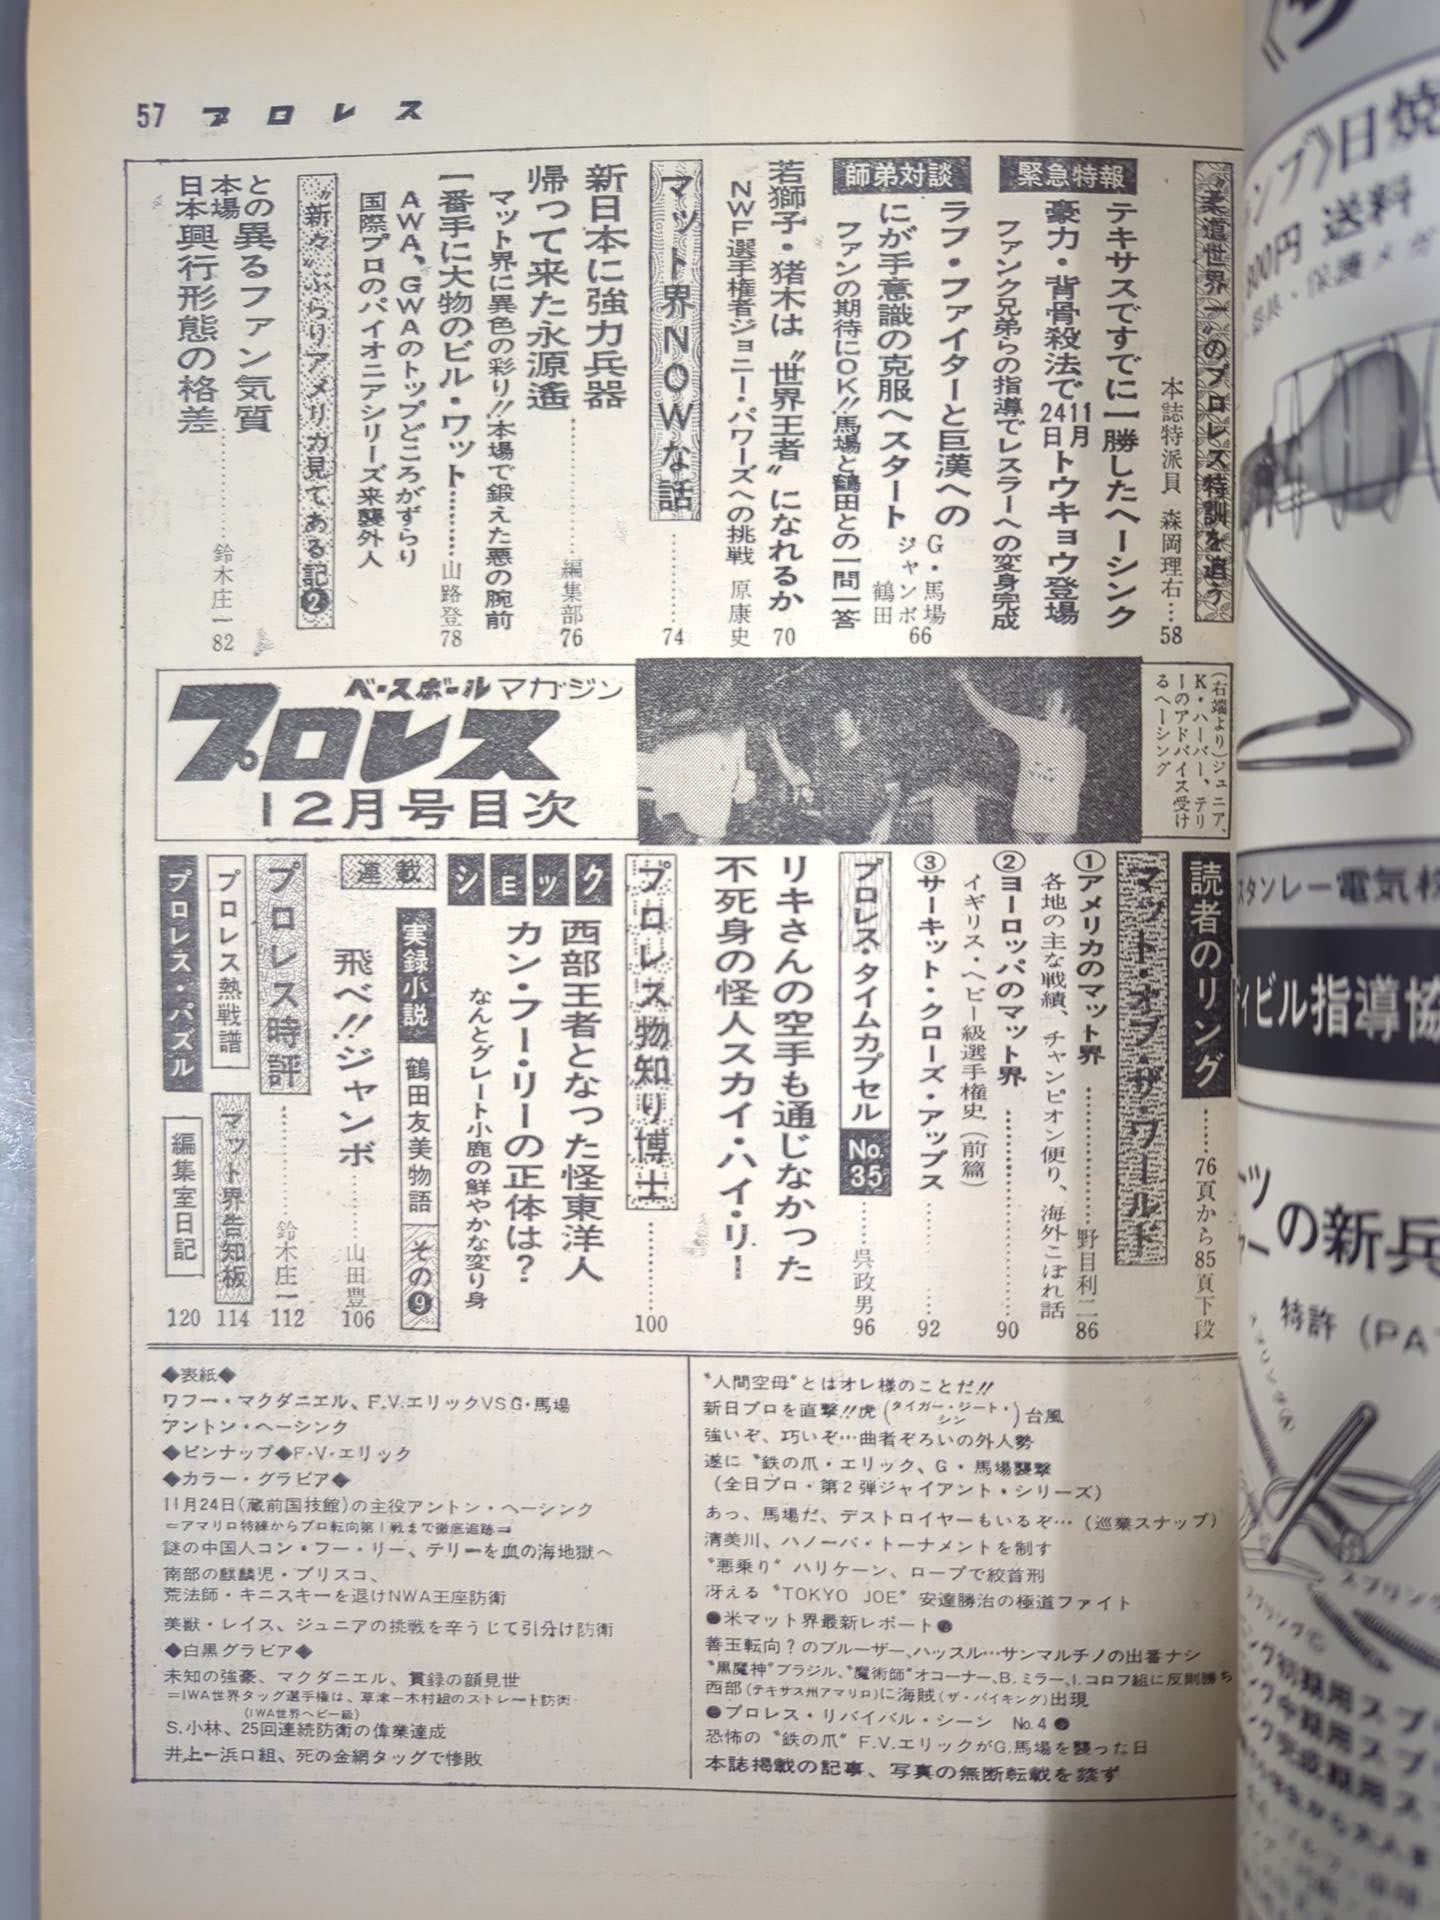 57 プロレス
“柔道世界一”のプロレス特訓を追う
本誌特派員 森岡理右…58
緊急特報
テキサスですでに一勝したヘーシンク
豪力・背骨殺法で11月24日トウキョウ登場
ファンク兄弟らの指導でレスラーへの変身完成
師弟対談
ラフ・ファイターと巨漢への
にが手意識の克服へスタート
G・馬場
ジャンボ鶴田
66
ファンの期待にOK!!馬場と鶴田との一問一答
若獅子・猪木は“世界王者”になれるか
70
NWF選手権者ジョニー・パワーズへの挑戦 原康史
マット界NOWな話
74
新日本に強力兵器
帰って来た永源遙
編集部76
マット界に異色の彩り!!本場で鍛えた悪の腕前
一番手に大物のビル・ワット
山路登78
AWA、GWAのトップどころがずらり
国際プロのパイオニアシリーズ来襲外人
“新々”ぶらりアメリカ見てある記❷
本場との異るファン気質
日本興行形態の格差
鈴木庄一82
(右端より)ジュニア、
K・ハーバー、テリ
ーのアドバイス受け
るヘーシング
ベースボールマガジン
プロレス
12月号目次
読者のリング……76頁から85頁下段
マット・オブ・ザ・ワールド
①アメリカのマット界
野目利二86
各地の主な戦績、チャンピオン便り、海外こぼれ話
②ヨーロッパのマット界
90
イギリス・ヘビー級選手権史(前篇)
③サーキット・クローズ・アップス
92
プロレス・タイムカプセル No.35
呉政男96
リキさんの空手も通じなかった
不死身の怪人スカイ・ハイ・リー
プロレス物知り博士
100
ショック
西部王者となった怪東洋人
カン・フー・リーの正体は?
なんとグレート小鹿の鮮やかな変り身
連載
実録小説 鶴田友美物語 その❾
飛べ!!ジャンボ
山田豊106
プロレス時評
鈴木庄一112
プロレス熱戦譜
マット界告知板
114
プロレス・パズル
編集室日記
120
◆表紙◆
ワフー・マクダニエル、F.V.エリックVSG・馬場
アントン・ヘーシンク
◆ピンナップ◆F・V・エリック
◆カラー・グラビア◆
11月24日(蔵前国技館)の主役アントン・ヘーシンク
=アマリロ特練からプロ転向第1戦まで徹底追跡=
謎の中国人コン・フー・リー、テリーを血の海地獄へ
南部の麒麟児・ブリスコ、
荒法師・キニスキーを退けNWA王座防衛
美獣・レイス、ジュニアの挑戦を辛うじて引分け防衛
◆白黒グラビア◆
未知の強豪、マクダニエル、貫録の顔見世
=IWA世界タッグ選手権は、草津−木村組のストレート防衛
(IWA世界ヘビー級)
S.小林、25回連続防衛の偉業達成
井上−浜口組、死の金網タッグで惨敗
“人間空母”とはオレ様のことだ!!
新日プロを直撃!!虎(タイガー・ジート・シン)台風
強いぞ、巧いぞ…曲者ぞろいの外人勢
遂に“鉄の爪・エリック、G・馬場襲撃
(全日プロ・第2弾ジャイアント・シリーズ)
あっ、馬場だ、デストロイヤーもいるぞ…(巡業スナップ)
清美川、ハノーバ・トーナメントを制す
“悪乗り”ハリケーン、ロープで絞首刑
冴える“TOKYO JOE”安達勝治の極道ファイト
●米マット界最新レポート●
善玉転向?のブルーザー、ハッスル…サンマルチノの出番ナシ
“黒魔神”ブラジル、“魔術師”オコーナー、B.ミラー、I.コロフ組に反則勝ち
西部(テキサス州アマリロ)に海賊(ザ・バイキング)出現
●プロレス・リバイバル・シーン No.4●
恐怖の“鉄の爪”F.V.エリックがG.馬場を襲った日
本誌掲載の記事、写真の無断転載を禁ず
日焼
800円 送料
保護メガ
スタンレー電気株
ディビル指導協
の新兵
特許(PAT
スプリング